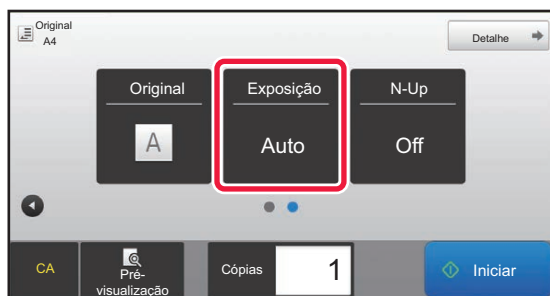 Original
A4
Detalhe
Original
Exposição
N-Up
A
Auto
Off
CA
Pré-
visualização
Cópias
1
Iniciar